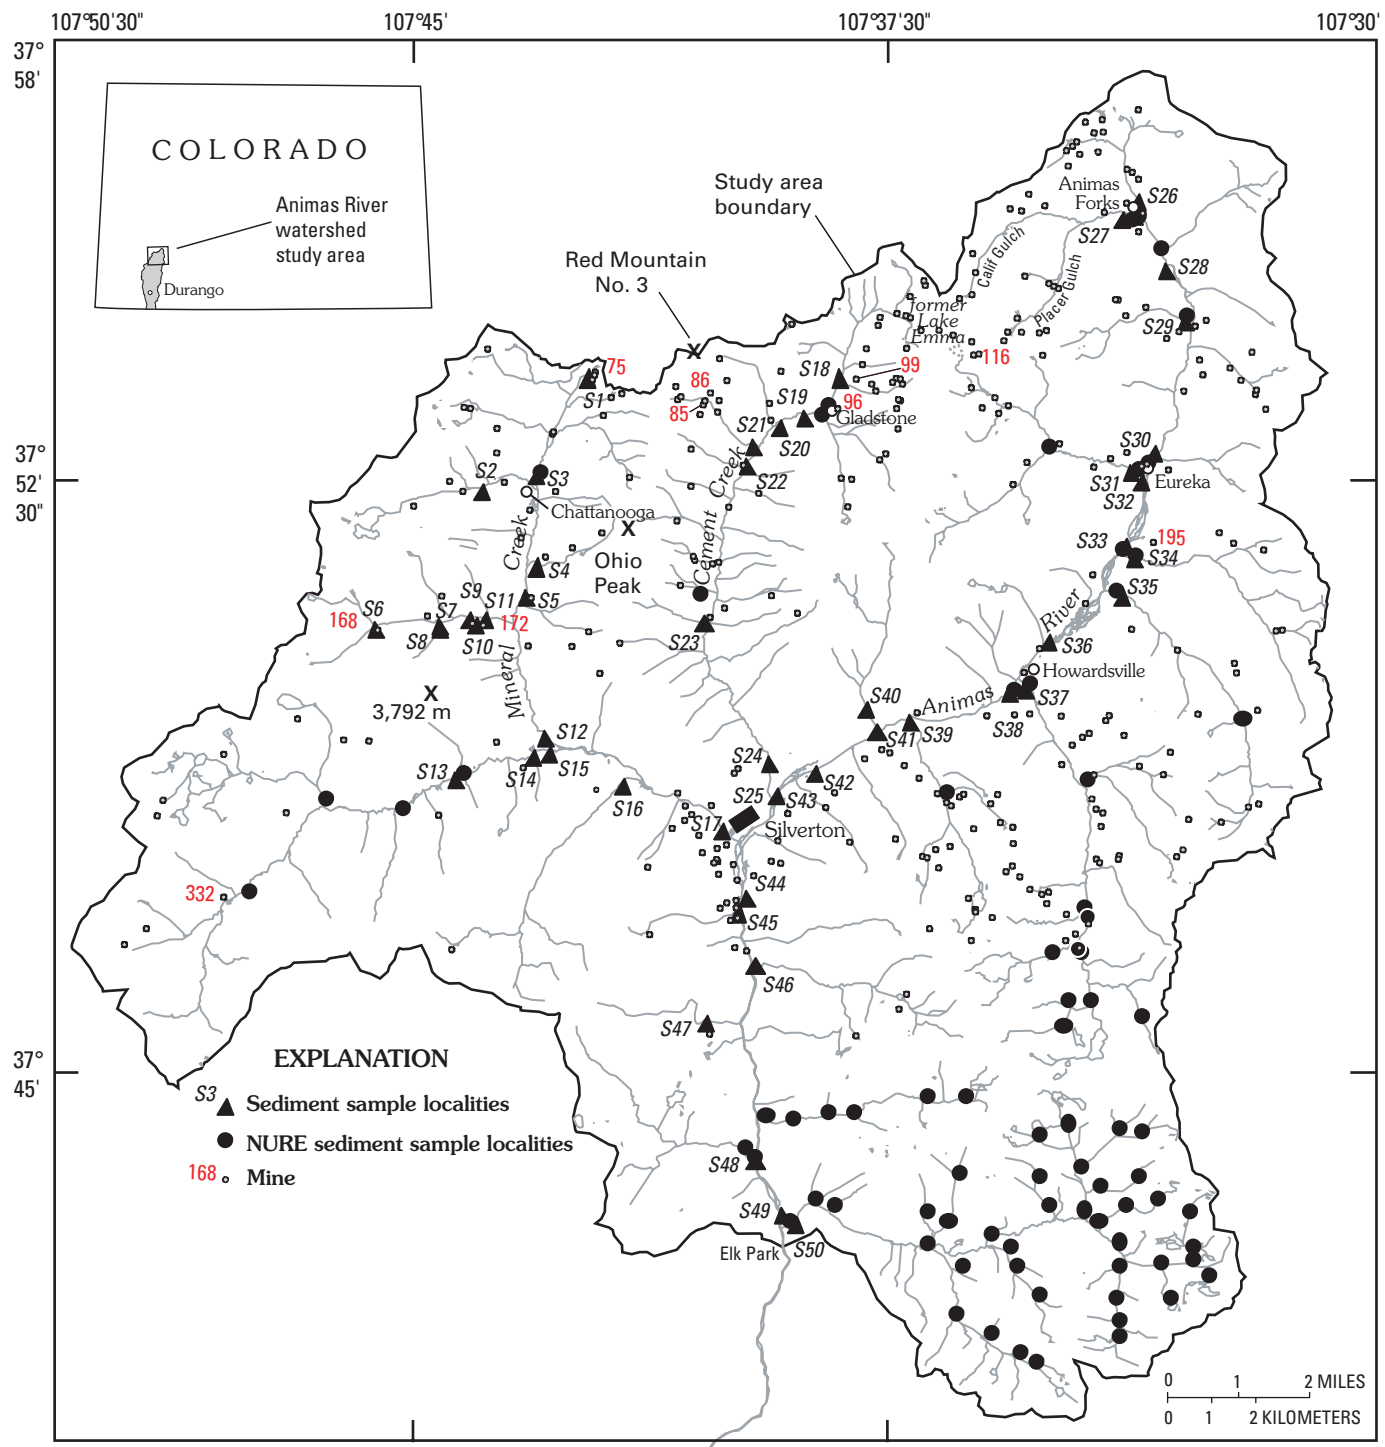 107°50'30"
107°45'
107°37'30"
107°30'
37°
58'
COLORADO
Animas River
watershed
study area
Durango
Study area
boundary
Red Mountain
No. 3
X
Animas
Forks
S26
S27
S28
S29
Calif Gulch
Placer Gulch
former
Lake
Emma
116
99
96
S18
S19
Gladstone
S20
S21
S22
86
85
75
S1
37°
52'
30"
S2
S3
Chattanooga
X
Ohio
Peak
Cement Creek
S30
S31
Eureka
S32
195
S33
S34
S35
S4
S5
S6
168
S7
S8
S9
S10
S11
172
Mineral Creek
S23
River
S36
Howardsville
S37
S38
Animas
S39
S40
S41
X
3,792 m
S12
S13
S14
S15
S16
S17
S24
S25
S42
S43
Silverton
332
S44
S45
S46
S47
37°
45'
EXPLANATION
S3
Sediment sample localities
NURE sediment sample localities
168
Mine
S48
S49
S50
Elk Park
0 1 2 MILES
0 1 2 KILOMETERS